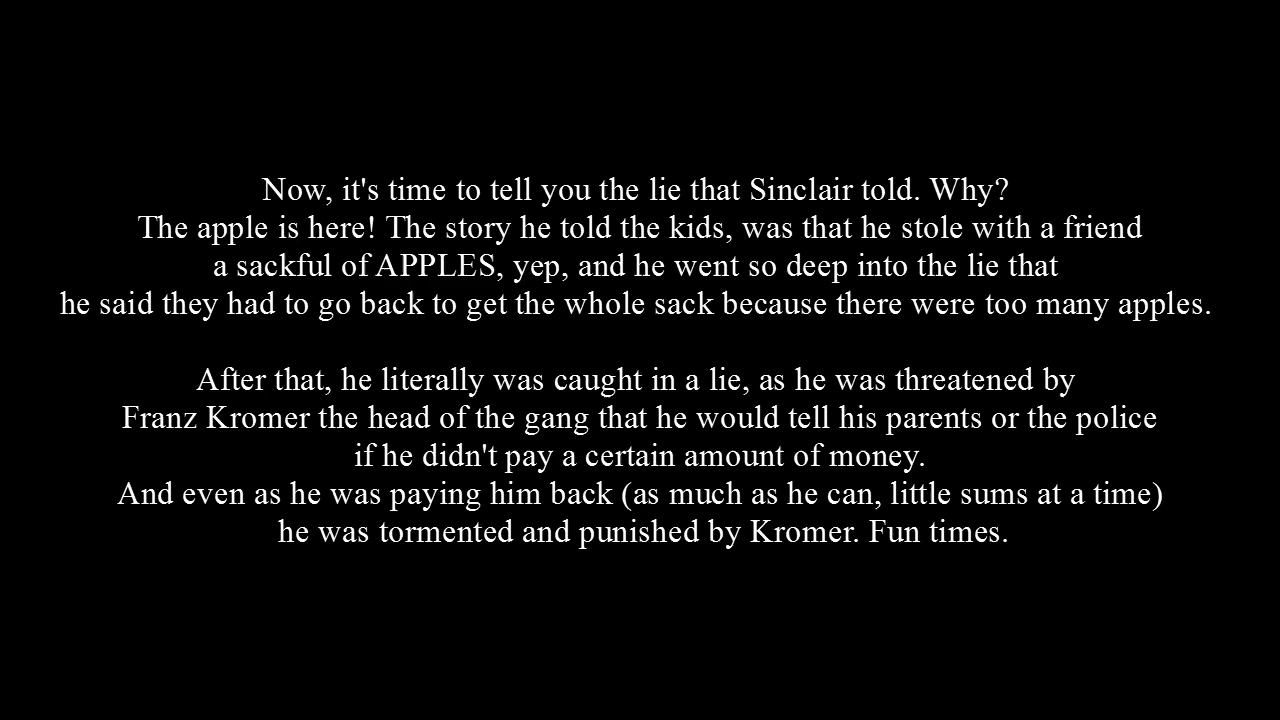 Now, it's time to tell you the lie that Sinclair told. Why?
The apple is here! The story he told the kids, was that he stole with a friend
a sackful of APPLES, yep, and he went so deep into the lie that
he said they had to go back to get the whole sack because there were too many apples.
After that, he literally was caught in a lie, as he was threatened by
Franz Kromer the head of the gang that he would tell his parents or the police
if he didn't pay a certain amount of money.
And even as he was paying him back (as much as he can, little sums at a time)
he was tormented and punished by Kromer. Fun times.